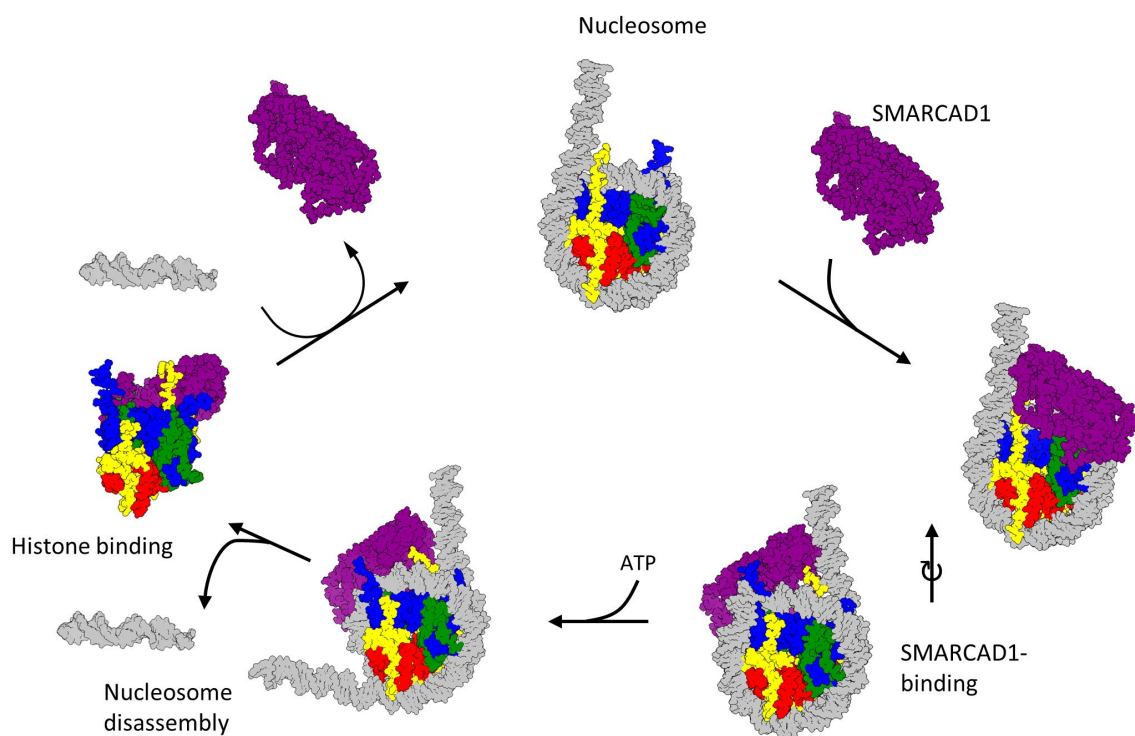 Nucleosome
SMARCAD1
ATP
SMARCAD1-
binding
Histone binding
Nucleosome
disassembly